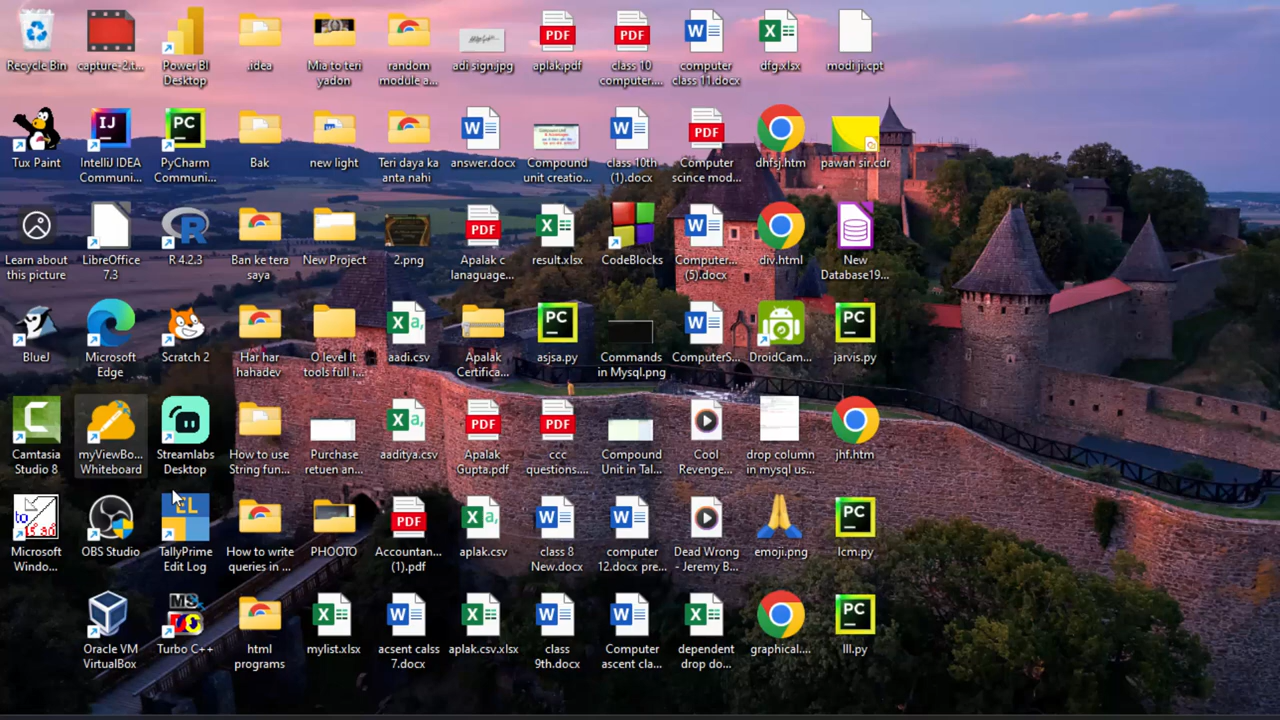 Recycle Bin
capture-2.t...
Power BI
Desktop
.idea
Mia to teri
yadon
random
module a...
adi sign.jpg
aplak.pdf
class 10
computer....
computer
class 11.docx
dfg.xlsx
modi ji.cpt
Tux Paint
IntelliJ IDEA
Communi...
PyCharm
Communi...
Bak
new light
Teri daya ka
anta nahi
answer.docx
Compound
unit creatio...
class 10th
(1).docx
Computer
scince mod...
dhfsj.htm
pawan sir.cdr
Learn about
this picture
LibreOffice
7.3
R 4.2.3
Ban ke tera
saya
New Project
2.png
Apalak c
lanaguage...
result.xlsx
CodeBlocks
Computer...
(5).docx
div.html
New
Database19...
BlueJ
Microsoft
Edge
Scratch 2
Har har
hahadev
O level It
tools full i...
aadi.csv
Apalak
Certifica...
asjsa.py
Commands
in Mysql.png
ComputerS...
DroidCam...
jarvis.py
Camtasia
Studio 8
myViewBo...
Whiteboard
Streamlabs
Desktop
How to use
String fun...
Purchase
retuen an...
aaditya.csv
Apalak
Gupta.pdf
ccc
questions....
Compound
Unit in Tal...
Cool
Revenge...
drop column
in mysql us...
jhf.htm
Microsoft
Windo...
OBS Studio
TallyPrime
Edit Log
How to write
queries in ...
PHOOTO
Accountan...
(1).pdf
aplak.csv
class 8
New.docx
computer
12.docx pre...
Dead Wrong
- Jeremy B...
emoji.png
lcm.py
Oracle VM
VirtualBox
Turbo C++
html
programs
mylist.xlsx
acsent calss
7.docx
aplak.csv.xlsx
class
9th.docx
Computer
ascent cla...
dependent
drop do...
graphical....
lll.py